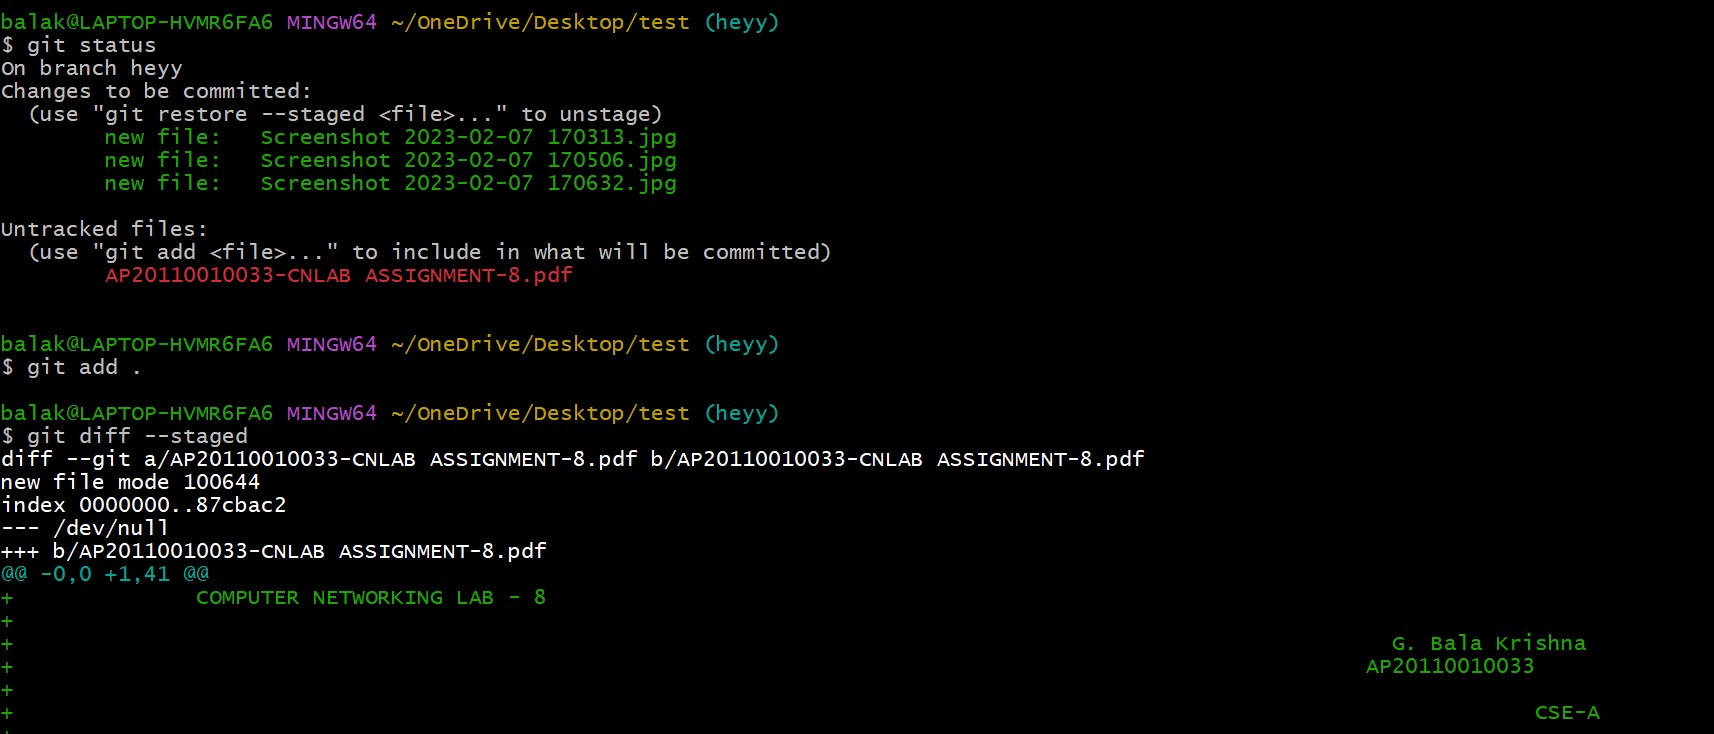 balak@LAPTOP-HVMR6FA6 MINGW64 ~/OneDrive/Desktop/test (heyy)
$ git status
On branch heyy
Changes to be committed:
  (use "git restore --staged <file>..." to unstage)
        new file:   Screenshot 2023-02-07 170313.jpg
        new file:   Screenshot 2023-02-07 170506.jpg
        new file:   Screenshot 2023-02-07 170632.jpg

Untracked files:
  (use "git add <file>..." to include in what will be committed)
        AP20110010033-CNLAB ASSIGNMENT-8.pdf

balak@LAPTOP-HVMR6FA6 MINGW64 ~/OneDrive/Desktop/test (heyy)
$ git add .

balak@LAPTOP-HVMR6FA6 MINGW64 ~/OneDrive/Desktop/test (heyy)
$ git diff --staged
diff --git a/AP20110010033-CNLAB ASSIGNMENT-8.pdf b/AP20110010033-CNLAB ASSIGNMENT-8.pdf
new file mode 100644
index 0000000..87cbac2
--- /dev/null
+++ b/AP20110010033-CNLAB ASSIGNMENT-8.pdf
@@ -0,0 +1,41 @@
+              COMPUTER NETWORKING LAB - 8
+
+              G. Bala Krishna
+              AP20110010033
+
+              CSE-A
+